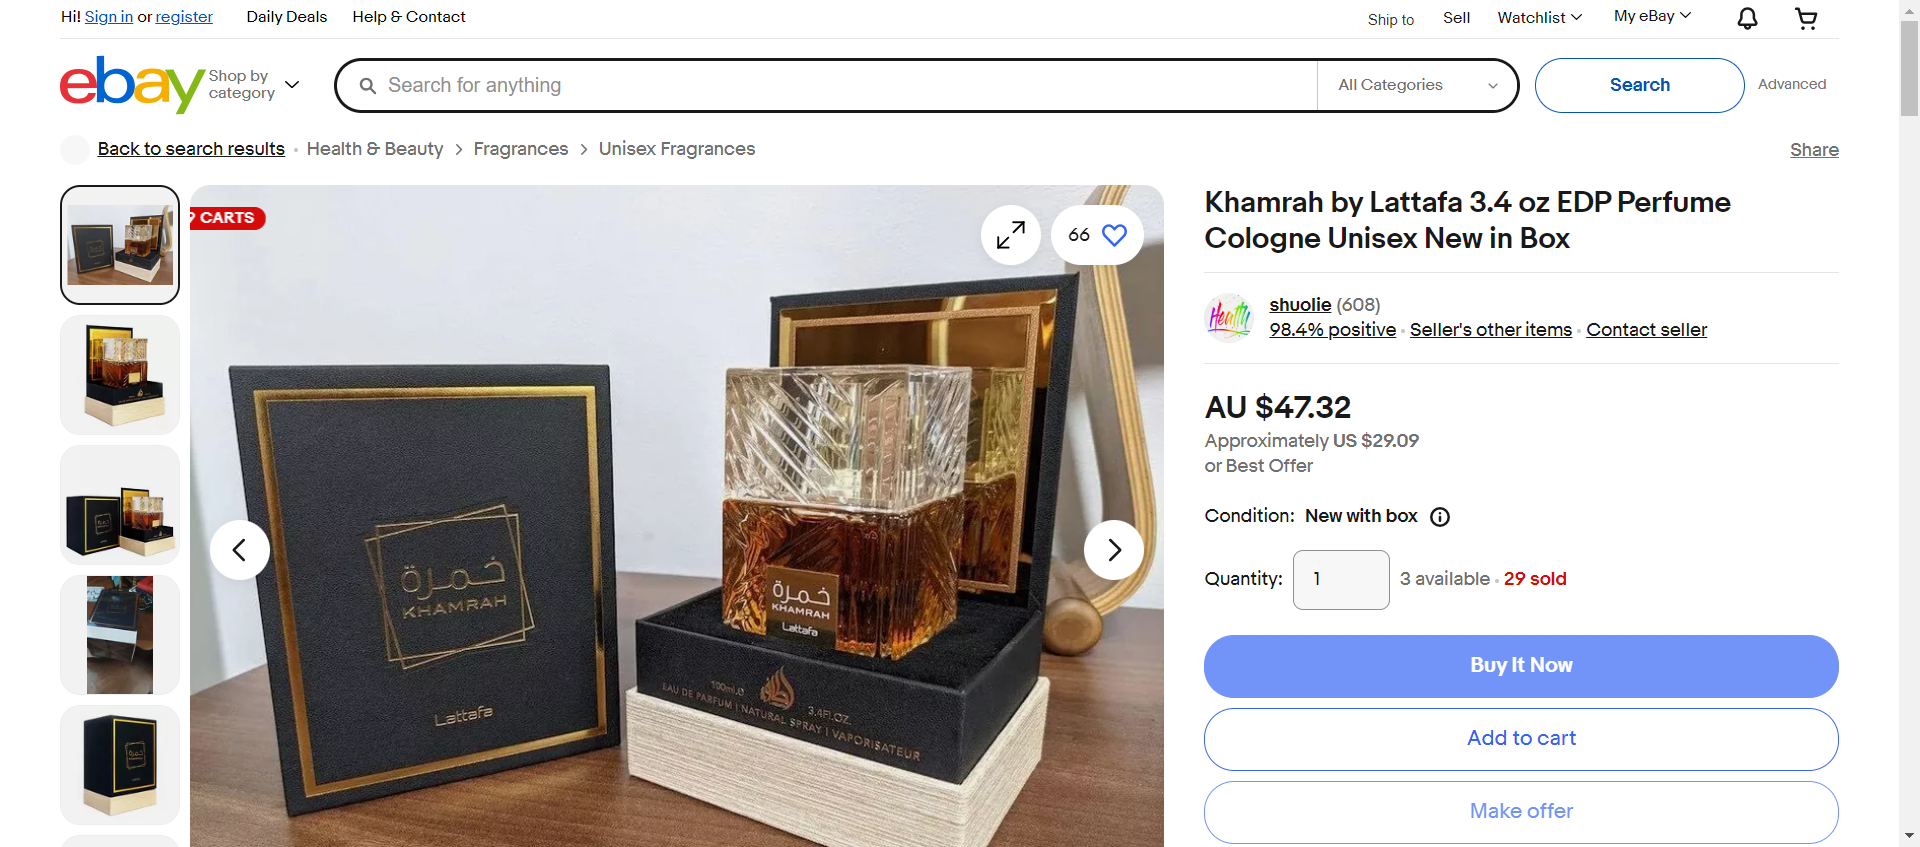 Hi! Sign in or register
Daily Deals
Help & Contact
Ship to
Sell
Watchlist
My eBay
ebay
Shop by
category
Search for anything
All Categories
Search
Advanced
Back to search results
Health & Beauty
Fragrances
Unisex Fragrances
Share
CARTS
66
خمرة
KHAMRAH
Lattafa
خمرة
KHAMRAH
Lattafa
100ml.e
3.4Fl.OZ.
EAU DE PARFUM | NATURAL SPRAY | VAPORISATEUR
Khamrah by Lattafa 3.4 oz EDP Perfume
Cologne Unisex New in Box
Health
shuolie (608)
98.4% positive
Seller's other items
Contact seller
AU $47.32
Approximately US $29.09
or Best Offer
Condition: New with box
Quantity: 1
3 available
29 sold
Buy It Now
Add to cart
Make offer